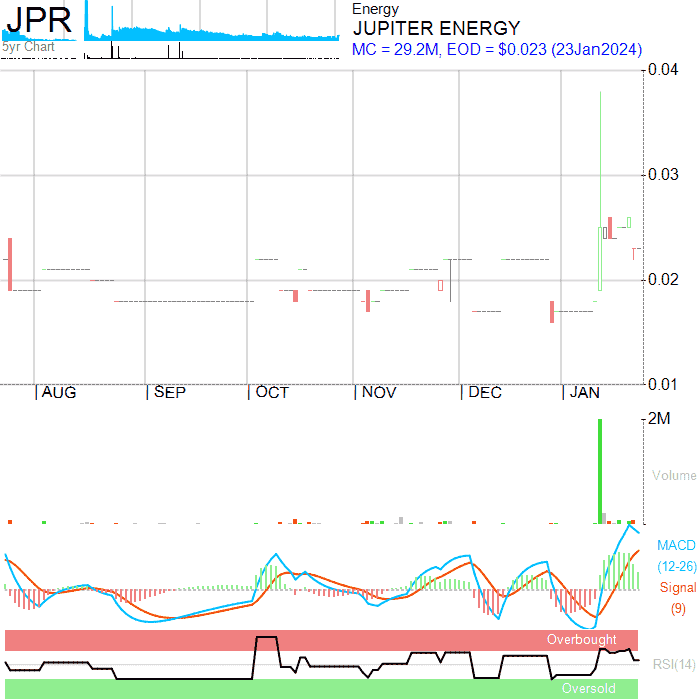 JPR
5yr Chart
Energy
JUPITER ENERGY
MC = 29.2M, EOD = $0.023 (23Jan2024)
0.04
0.03
0.02
0.01
AUG SEP OCT NOV DEC JAN
2M
Volume
MACD
(12-26)
Signal
(9)
Overbought
RSI(14)
Oversold